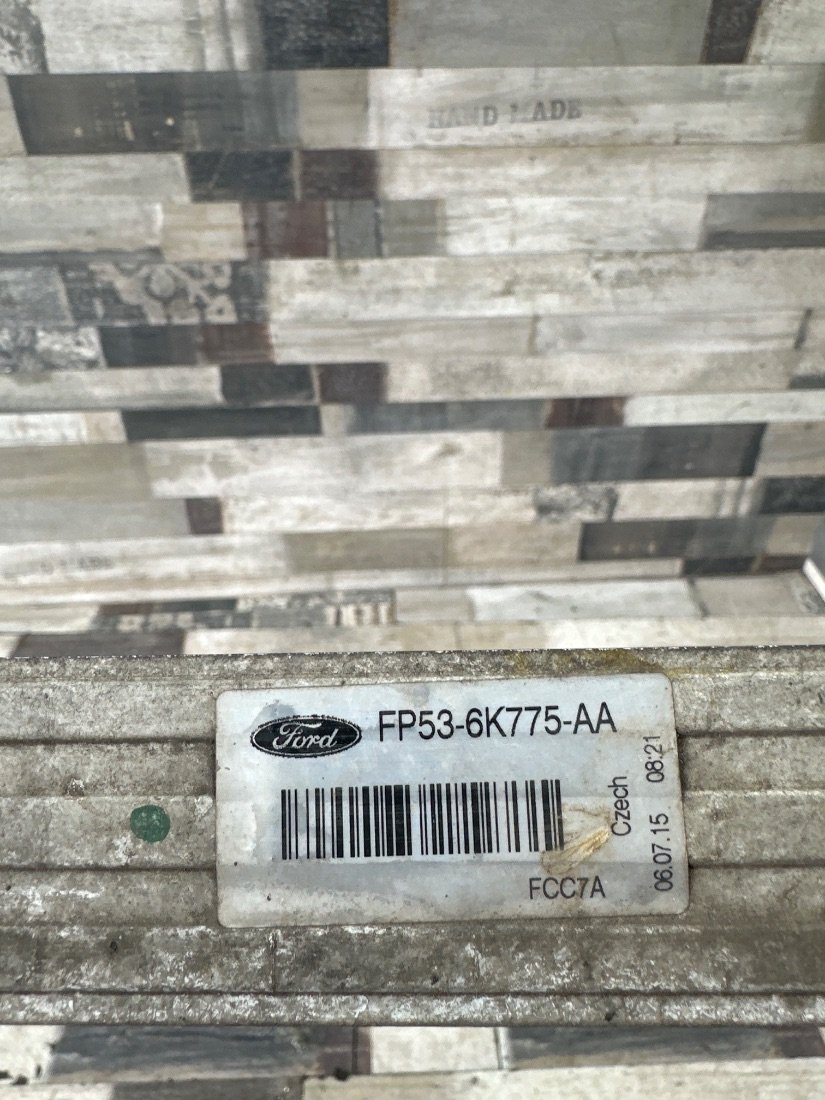 HAND MADE
Ford
FP53-6K775-AA
FCC7A
Czech
06.07.15 08:21